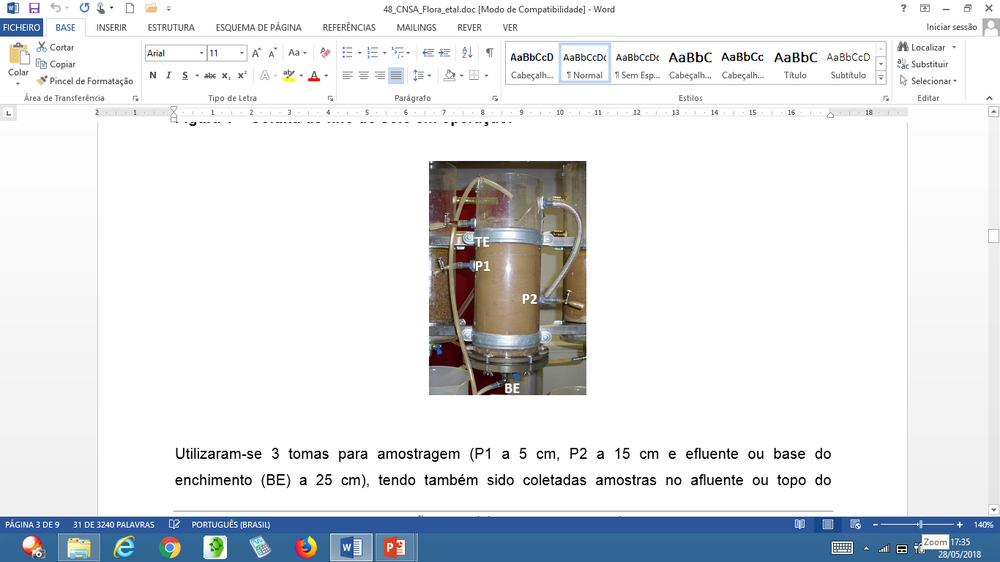 48_CNSA_Flora_etal.doc [Modo de Compatibilidade] - Word
FICHEIRO BASE INSERIR ESTRUTURA ESQUEMA DE PÁGINA REFERÊNCIAS MAILINGS REVER VER Iniciar sessão
Colar
Cortar
Copiar
Pincel de Formatação
Área de Transferência
Arial 11
N I S abc x2 x2
Tipo de Letra
Parágrafo
AaBbCcD AaBbCcDc AaBbCcDc AaBbC AaBbCc AaBbC AaBbCcD
Cabeçalh... ¶ Normal ¶ Sem Esp... Cabeçalh... Cabeçalh... Título Subtítulo
Estilos
Localizar
Substituir
Selecionar
Editar
2 1 1 2 3 4 5 6 7 8 9 10 11 12 13 14 15 16 18
TE
P1
P2
BE
Utilizaram-se 3 tomas para amostragem (P1 a 5 cm, P2 a 15 cm e efluente ou base do
enchimento (BE) a 25 cm), tendo também sido coletadas amostras no afluente ou topo do
PÁGINA 3 DE 9 31 DE 3240 PALAVRAS PORTUGUÊS (BRASIL) 140%
Zoom 17:35
28/05/2018